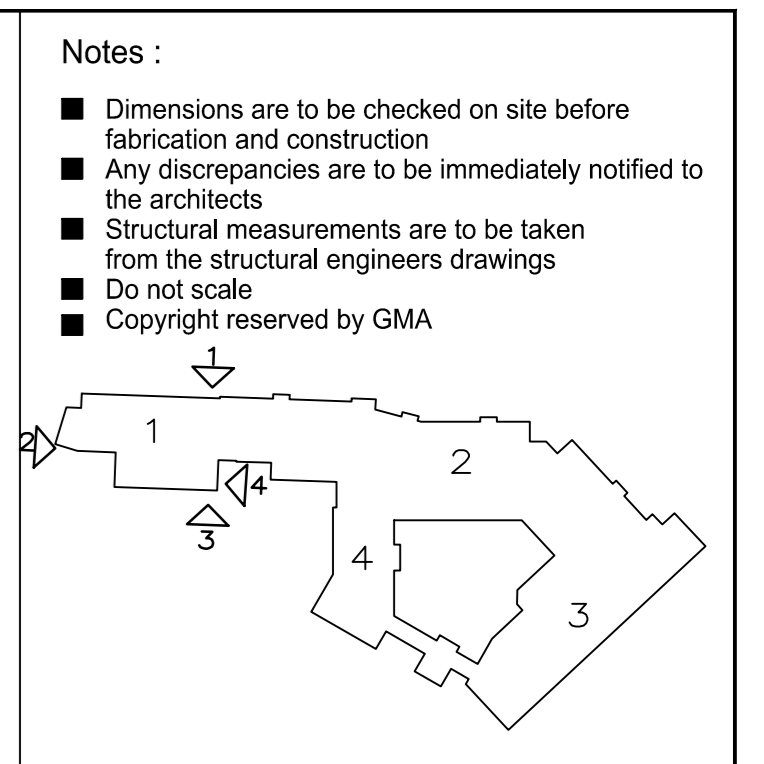 Notes :
■ Dimensions are to be checked on site before
fabrication and construction
■ Any discrepancies are to be immediately notified to
the architects
■ Structural measurements are to be taken
from the structural engineers drawings
■ Do not scale
■ Copyright reserved by GMA
1
1
2
2
4
3
4
3